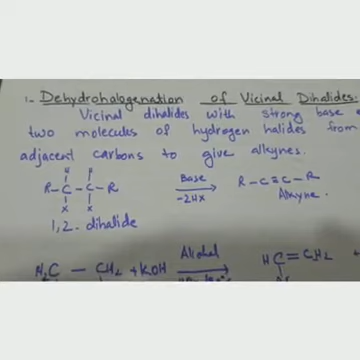 1- Dehydrohalogenation of Vicinal Dihalides:
Vicinal dihalides with strong base
two molecules of hydrogen halides from
adjacent carbons to give alkynes.
H H
R-C-C-R Base R-C≡C-R
X X -2HX Alkyne.
1,2- dihalide
H₂C - CH₂ + KOH Alcohol HC=CH₂